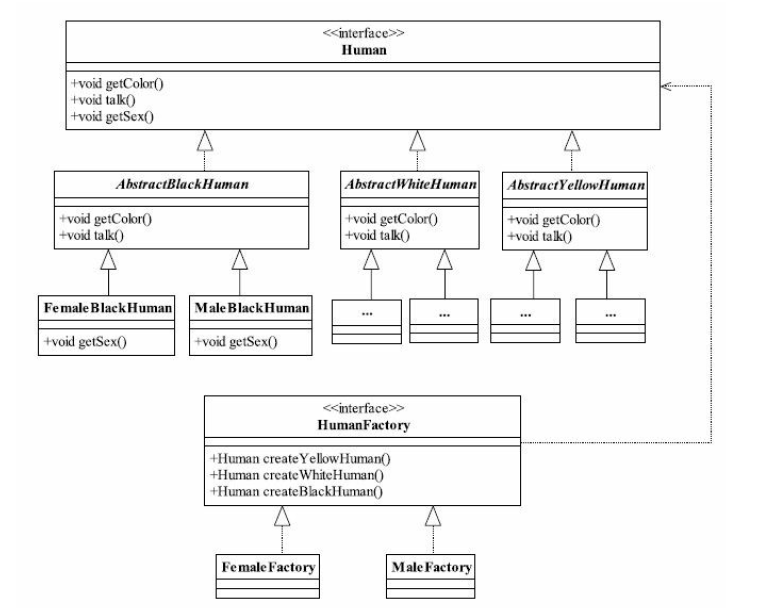 <<interface>>
Human
+void getColor()
+void talk()
+void getSex()
AbstractBlackHuman
+void getColor()
+void talk()
AbstractWhiteHuman
+void getColor()
+void talk()
AbstractYellowHuman
+void getColor()
+void talk()
FemaleBlackHuman
+void getSex()
MaleBlackHuman
+void getSex()
...
...
...
...
<<interface>>
HumanFactory
+Human createYellowHuman()
+Human createWhiteHuman()
+Human createBlackHuman()
FemaleFactory
MaleFactory